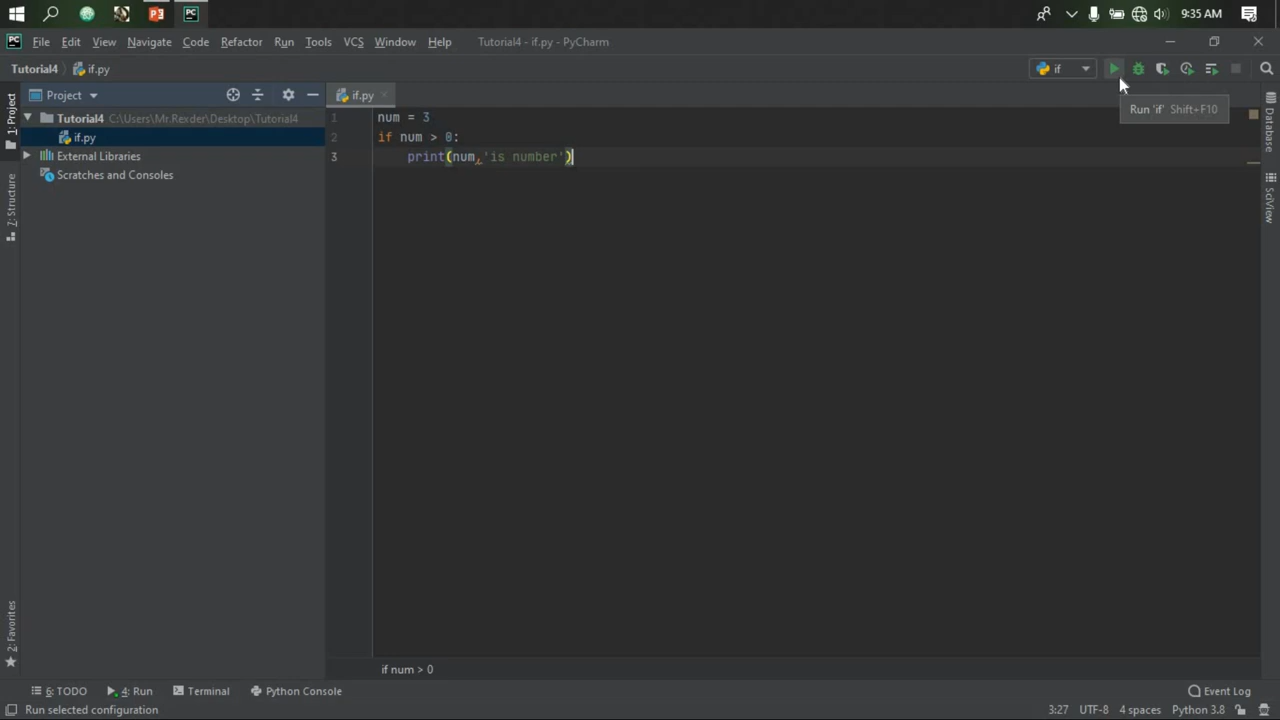 9:35 AM
PC
File Edit View Navigate Code Refactor Run Tools VCS Window Help Tutorial4 - if.py - PyCharm
Tutorial4 if.py
if
Project
if.py
Run 'if' Shift+F10
Tutorial4 C:\Users\Mr.Rexder\Desktop\Tutorial4
if.py
External Libraries
Scratches and Consoles
1 num = 3
2 if num > 0:
3 print(num,'is number')
1: Project
7: Structure
2: Favorites
Database
SciView
if num > 0
6: TODO 4: Run Terminal Python Console Event Log
Run selected configuration 3:27 UTF-8 4 spaces Python 3.8